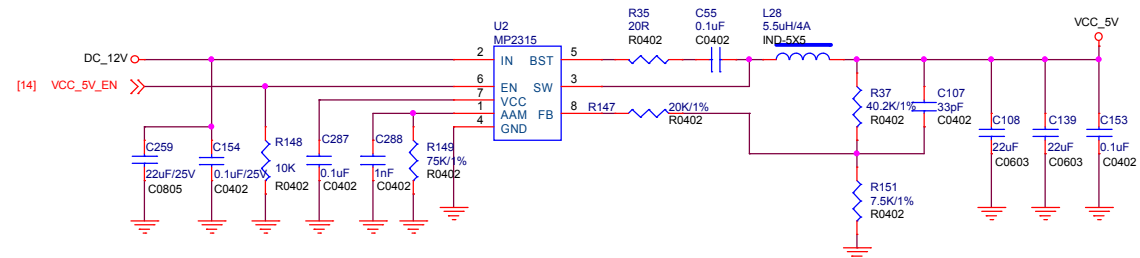 VCC_5V
R35
20R
R0402
C55
0.1uF
C0402
L28
5.5uH/4A
IND-5X5
U2
MP2315
DC_12V
2
IN
BST
5
[14]
VCC_5V_EN
6
EN
SW
3
7
VCC
1
AAM
FB
8
4
GND
R147
20K/1%
R0402
R37
40.2K/1%
R0402
C107
33pF
C0402
C259
22uF/25V
C0805
C154
0.1uF/25V
C0402
R148
10K
R0402
C287
0.1uF
C0402
C288
1nF
C0402
R149
75K/1%
R0402
R151
7.5K/1%
R0402
C108
22uF
C0603
C139
22uF
C0603
C153
0.1uF
C0402